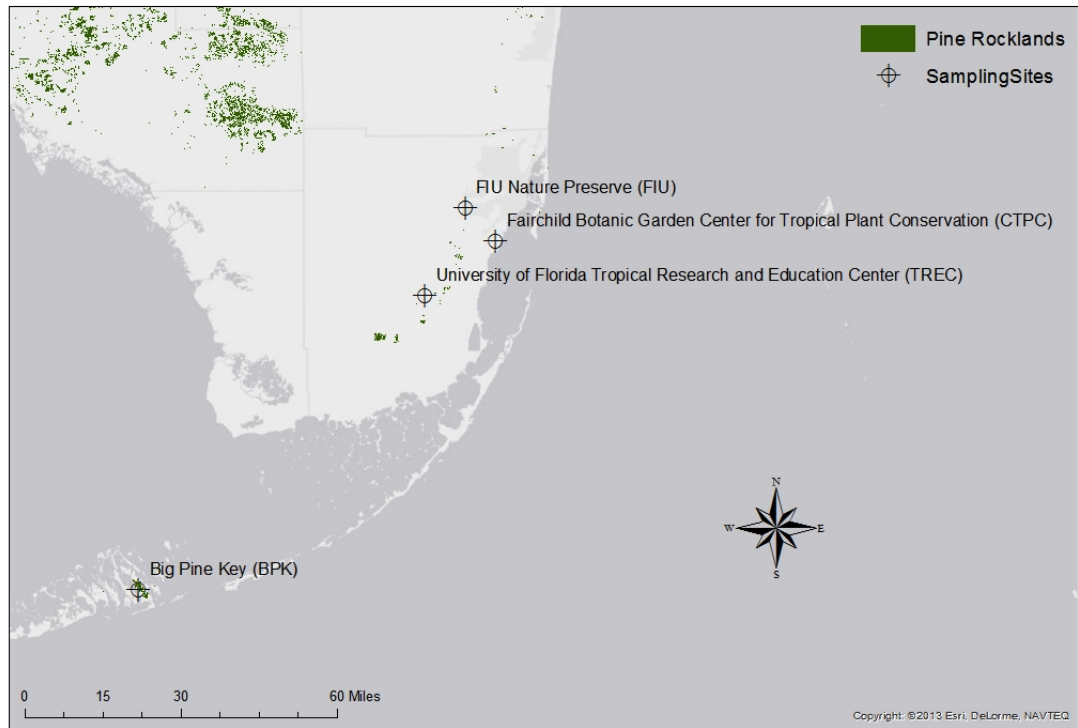 Pine Rocklands
SamplingSites
FIU Nature Preserve (FIU)
Fairchild Botanic Garden Center for Tropical Plant Conservation (CTPC)
University of Florida Tropical Research and Education Center (TREC)
N
W E
S
Big Pine Key (BPK)
0 15 30 60 Miles
Copyright: ©2013 Esri, DeLorme, NAVTEQ